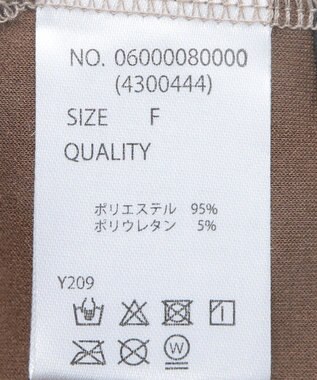 NO. 06000080000
(4300444)
SIZE F
QUALITY
ポリエステル 95%
ポリウレタン 5%
Y209
W